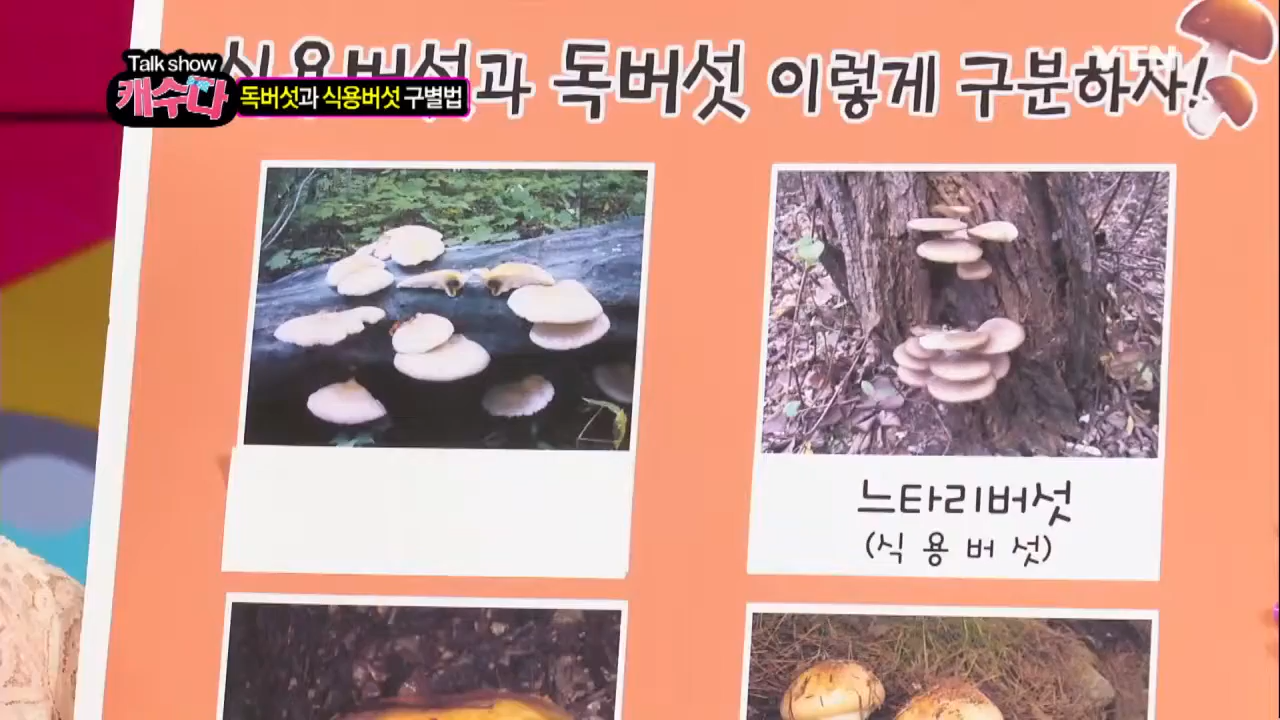 Talk show
캐수다
독버섯과 식용버섯 구별법
식용버섯과 독버섯 이렇게 구분하자!
YTN
느타리버섯
(식용버섯)